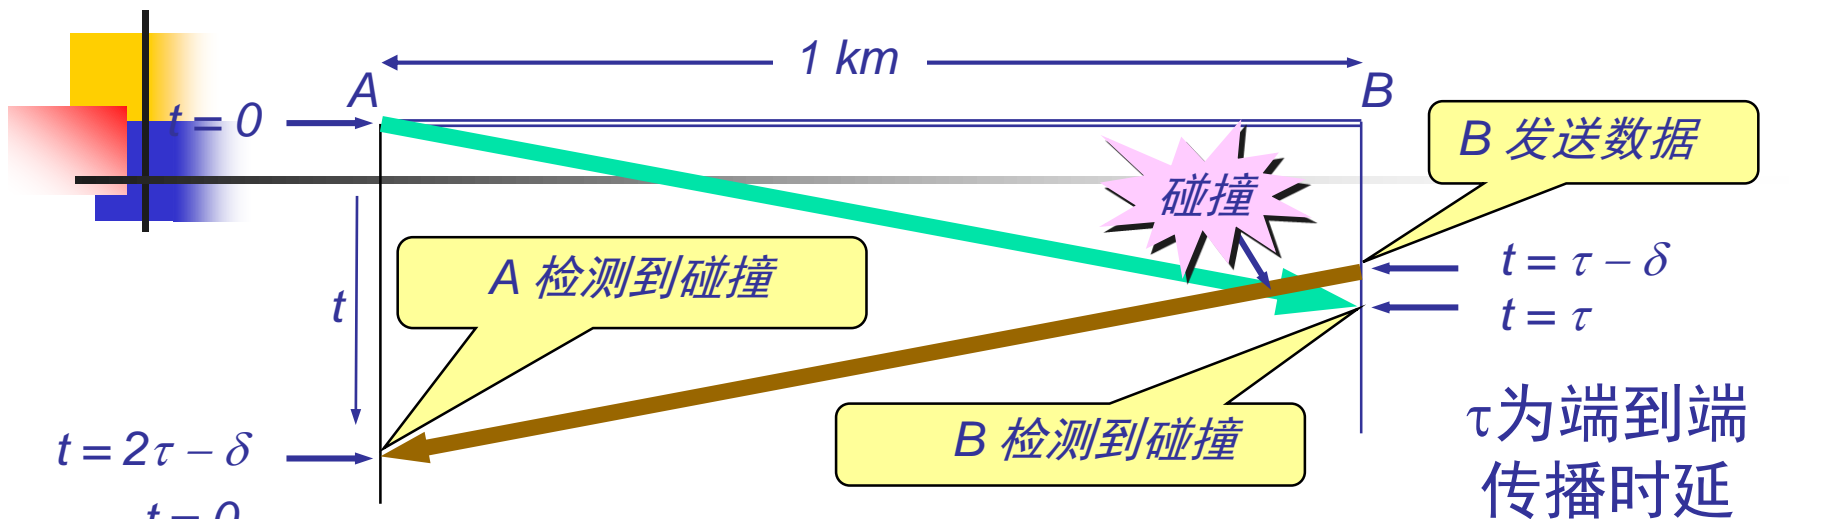 1 km
A
B
t = 0
B 发送数据
碰撞
A 检测到碰撞
t = τ − δ
t
t = τ
B 检测到碰撞
t = 2τ − δ
τ为端到端
传播时延
t = 0